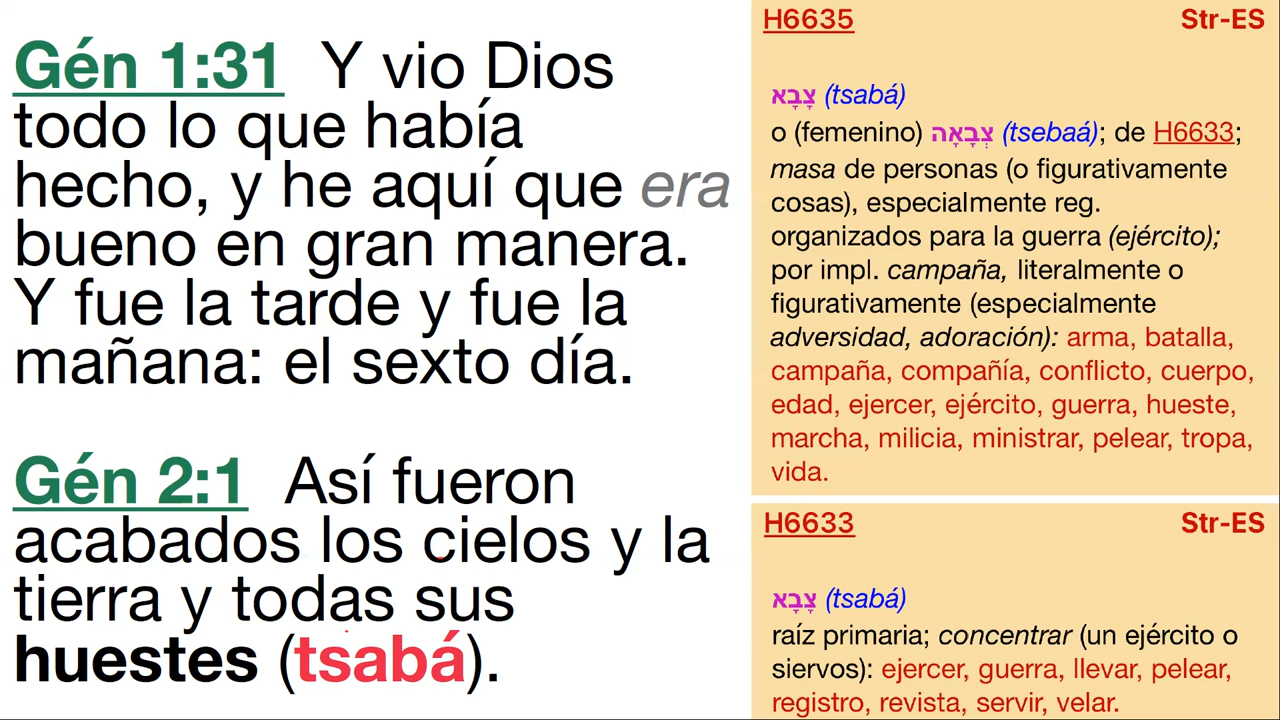 Gén 1:31 Y vio Dios
todo lo que había
hecho, y he aquí que era
bueno en gran manera.
Y fue la tarde y fue la
mañana: el sexto día.
Gén 2:1 Así fueron
acabados los cielos y la
tierra y todas sus
huestes (tsabá).
H6635 Str-ES
צָבָא (tsabá)
o (femenino) צְבָאָה (tsebaá); de H6633;
masa de personas (o figurativamente
cosas), especialmente reg.
organizados para la guerra (ejército);
por impl. campaña, literalmente o
figurativamente (especialmente
adversidad, adoración): arma, batalla,
campaña, compañía, conflicto, cuerpo,
edad, ejercer, ejército, guerra, hueste,
marcha, milicia, ministrar, pelear, tropa,
vida.
H6633 Str-ES
צָבָא (tsabá)
raíz primaria; concentrar (un ejército o
siervos): ejercer, guerra, llevar, pelear,
registro, revista, servir, velar.